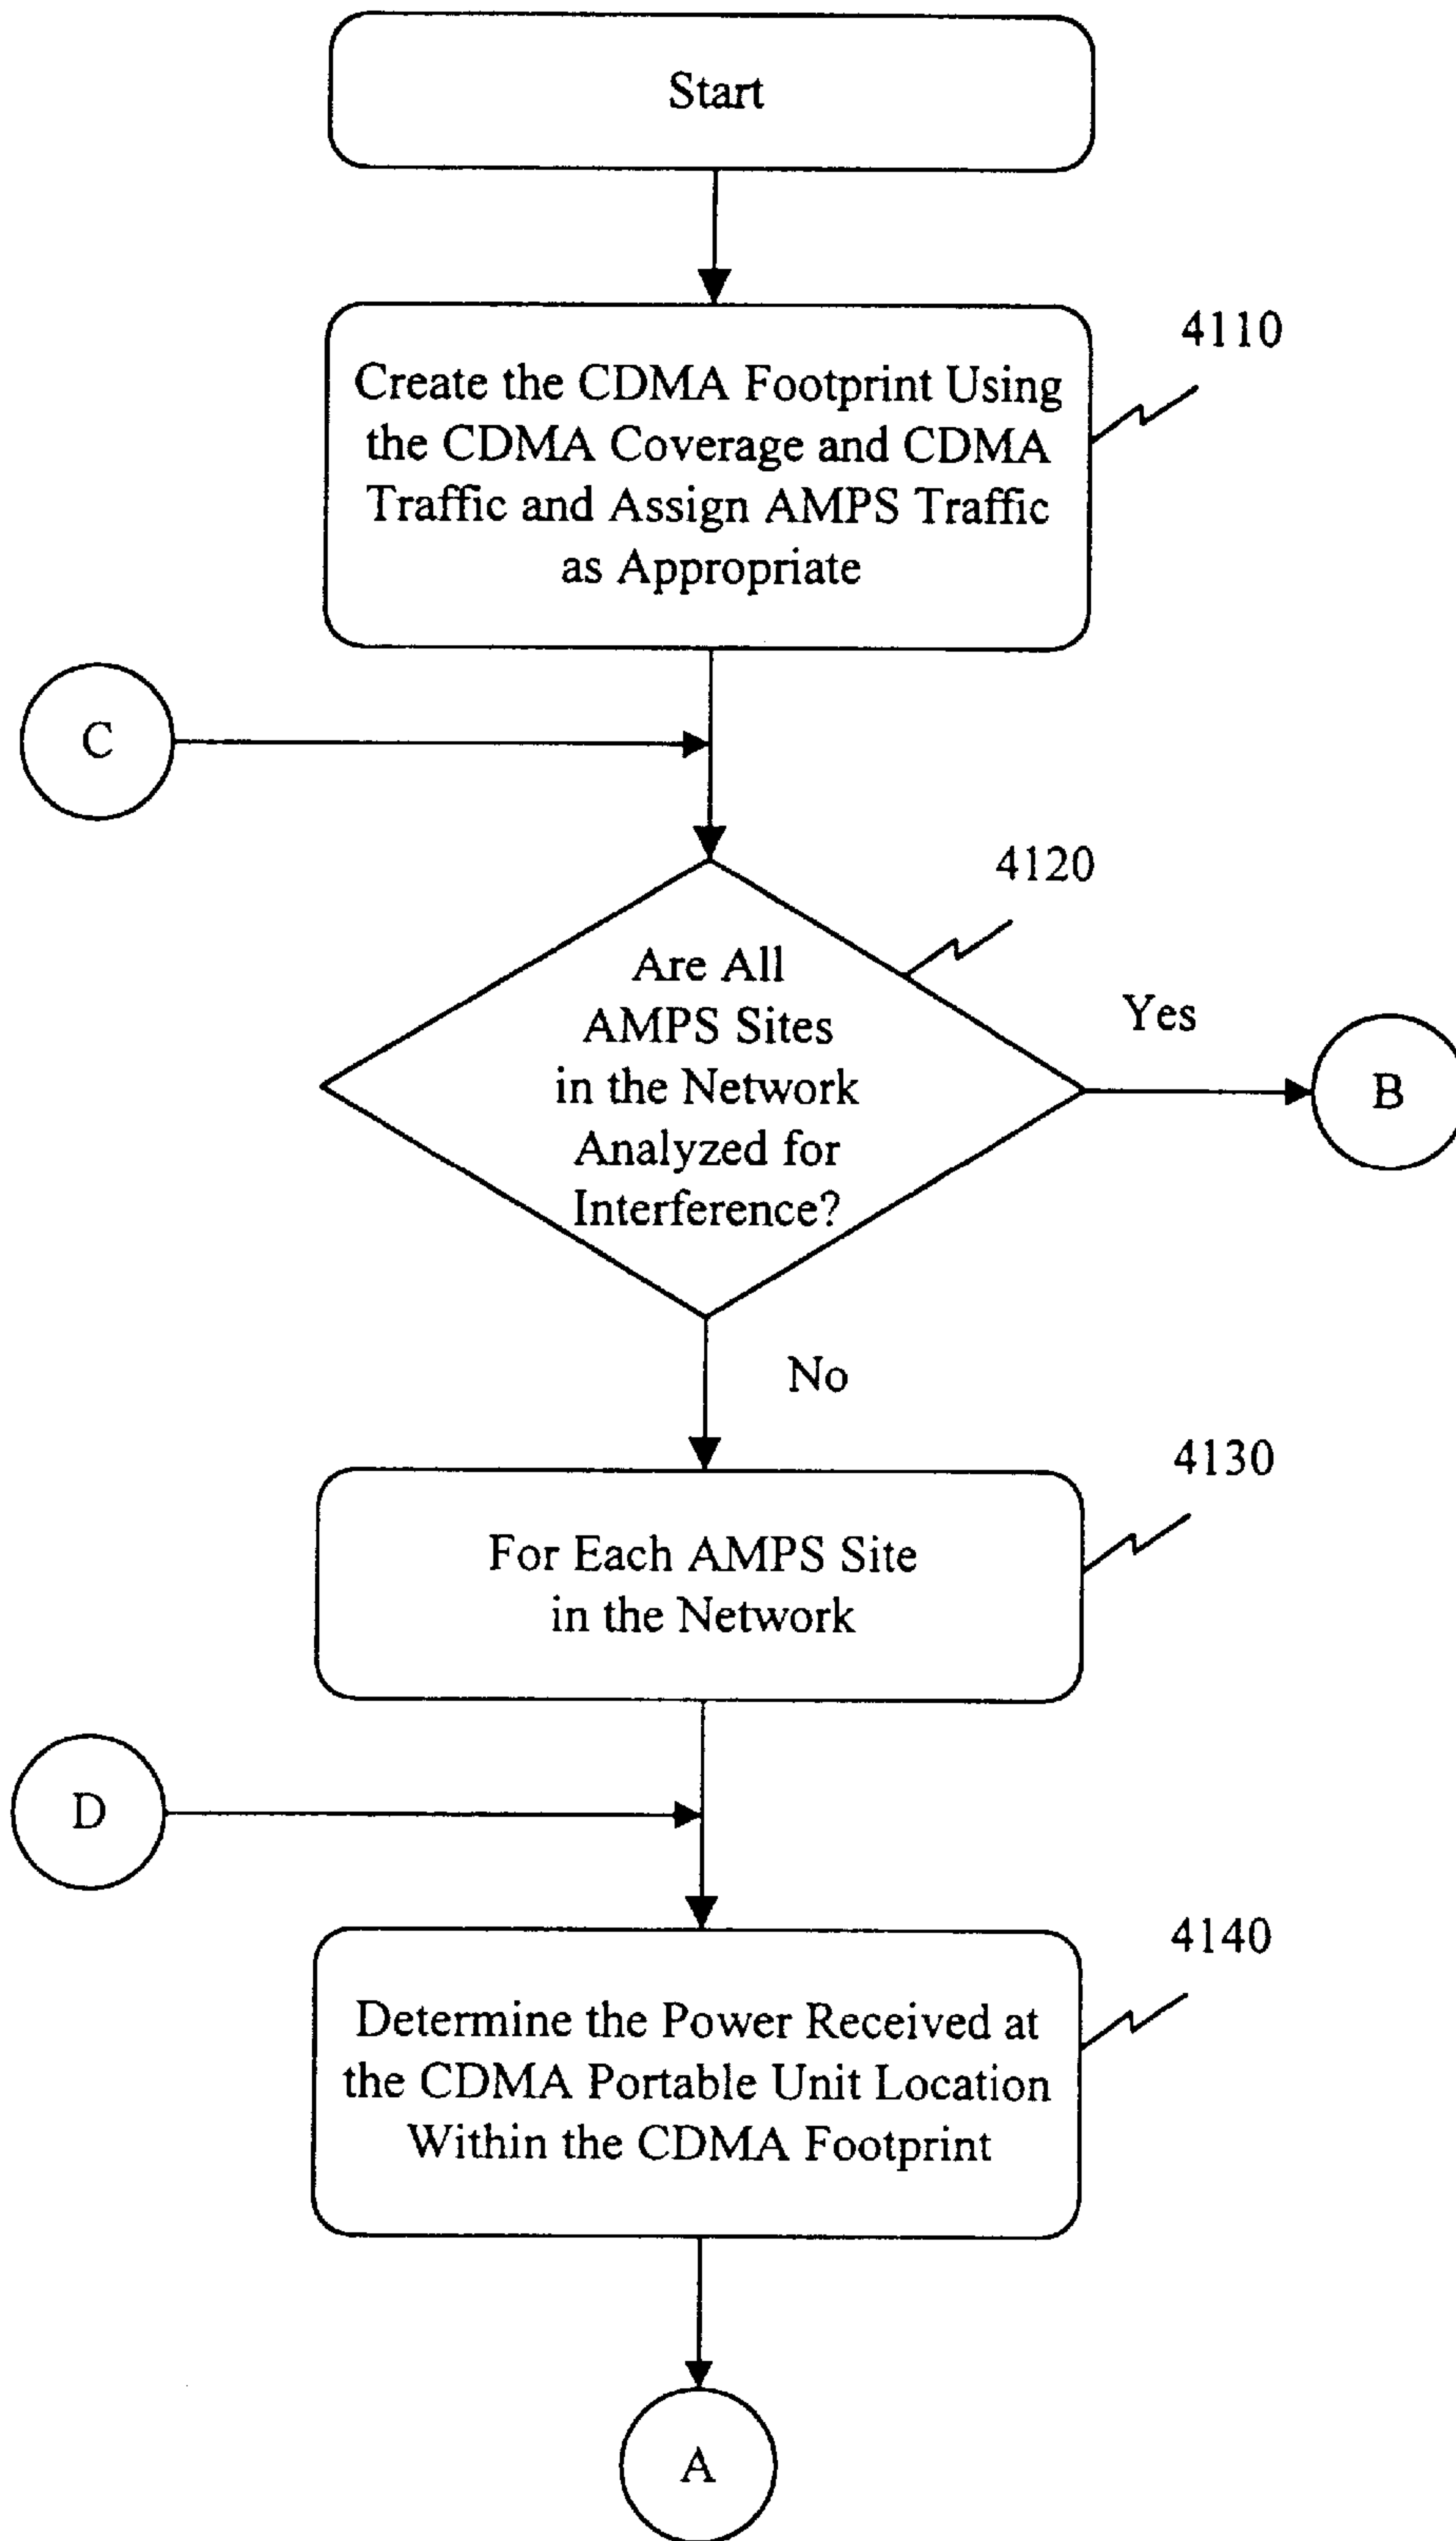 Start
4110
Create the CDMA Footprint Using
the CDMA Coverage and CDMA
Traffic and Assign AMPS Traffic
as Appropriate
C
4120
Are All
AMPS Sites
in the Network
Analyzed for
Interference?
Yes
B
No
4130
For Each AMPS Site
in the Network
D
4140
Determine the Power Received at
the CDMA Portable Unit Location
Within the CDMA Footprint
A